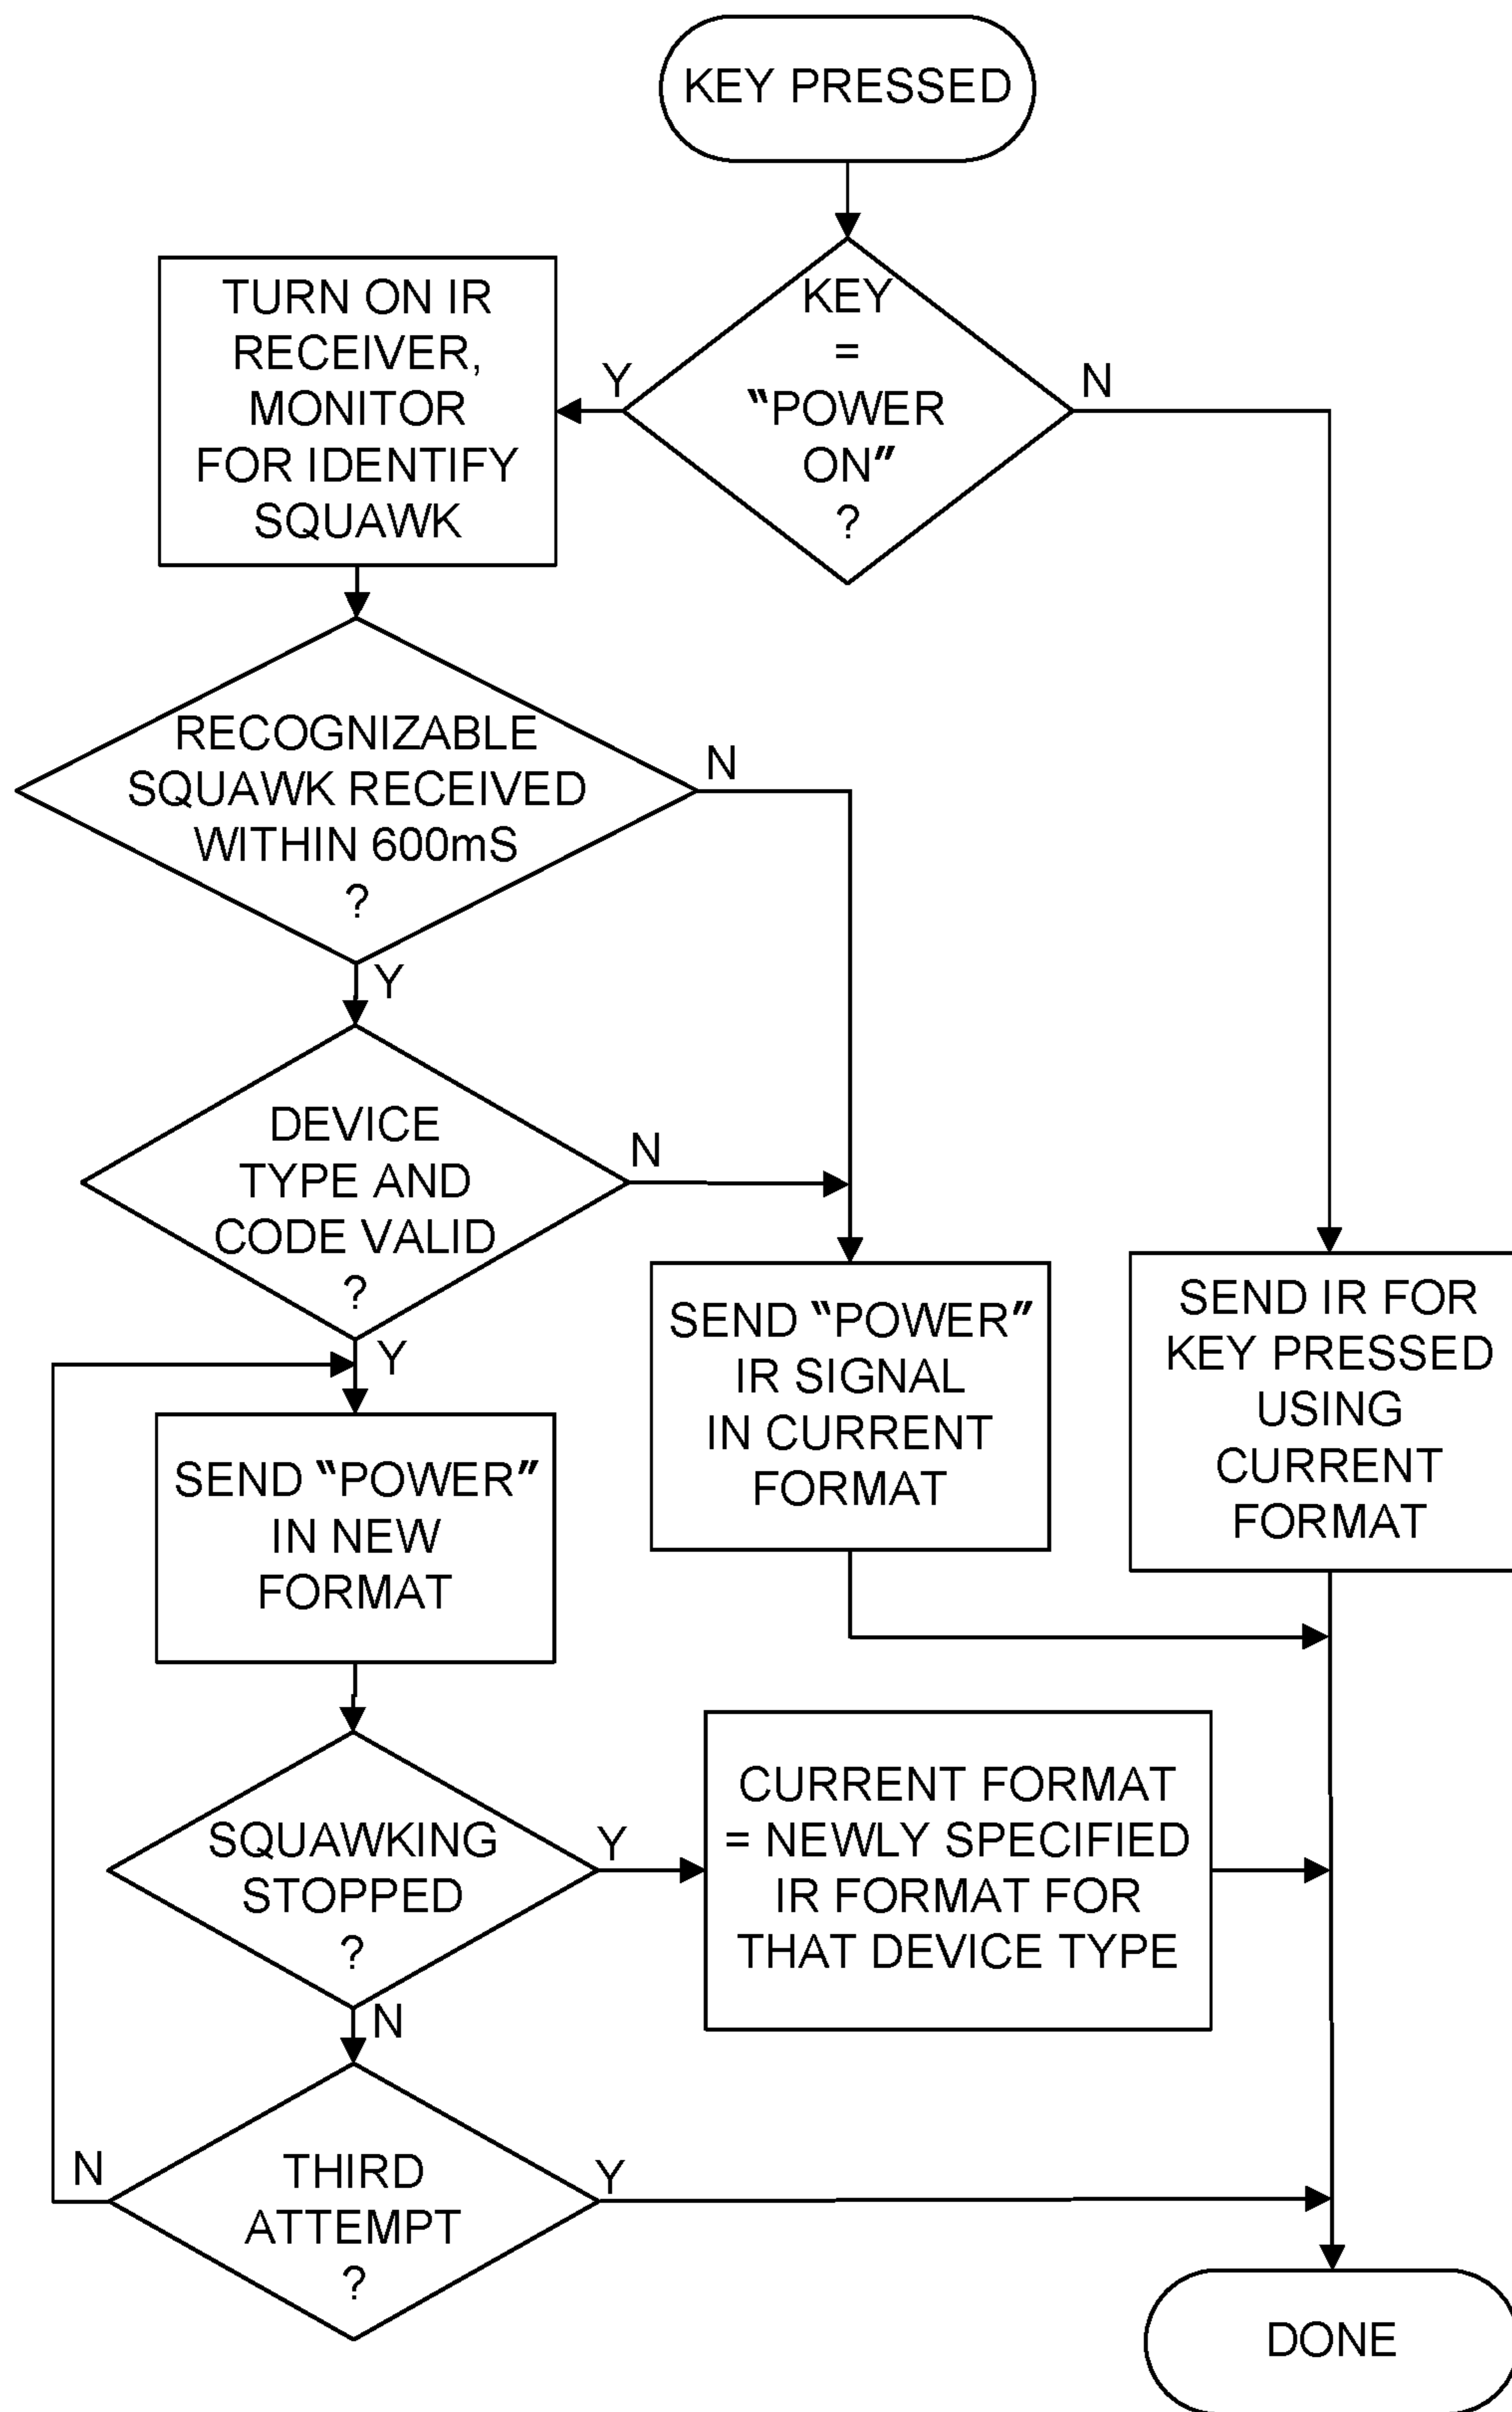 KEY PRESSED
KEY
=
“POWER
ON”
?
Y
N
TURN ON IR
RECEIVER,
MONITOR
FOR IDENTIFY
SQUAWK
RECOGNIZABLE
SQUAWK RECEIVED
WITHIN 600mS
?
N
Y
DEVICE
TYPE AND
CODE VALID
?
N
Y
SEND “POWER”
IR SIGNAL
IN CURRENT
FORMAT
SEND IR FOR
KEY PRESSED
USING
CURRENT
FORMAT
SEND “POWER”
IN NEW
FORMAT
SQUAWKING
STOPPED
?
Y
N
CURRENT FORMAT
= NEWLY SPECIFIED
IR FORMAT FOR
THAT DEVICE TYPE
THIRD
ATTEMPT
?
N
Y
DONE